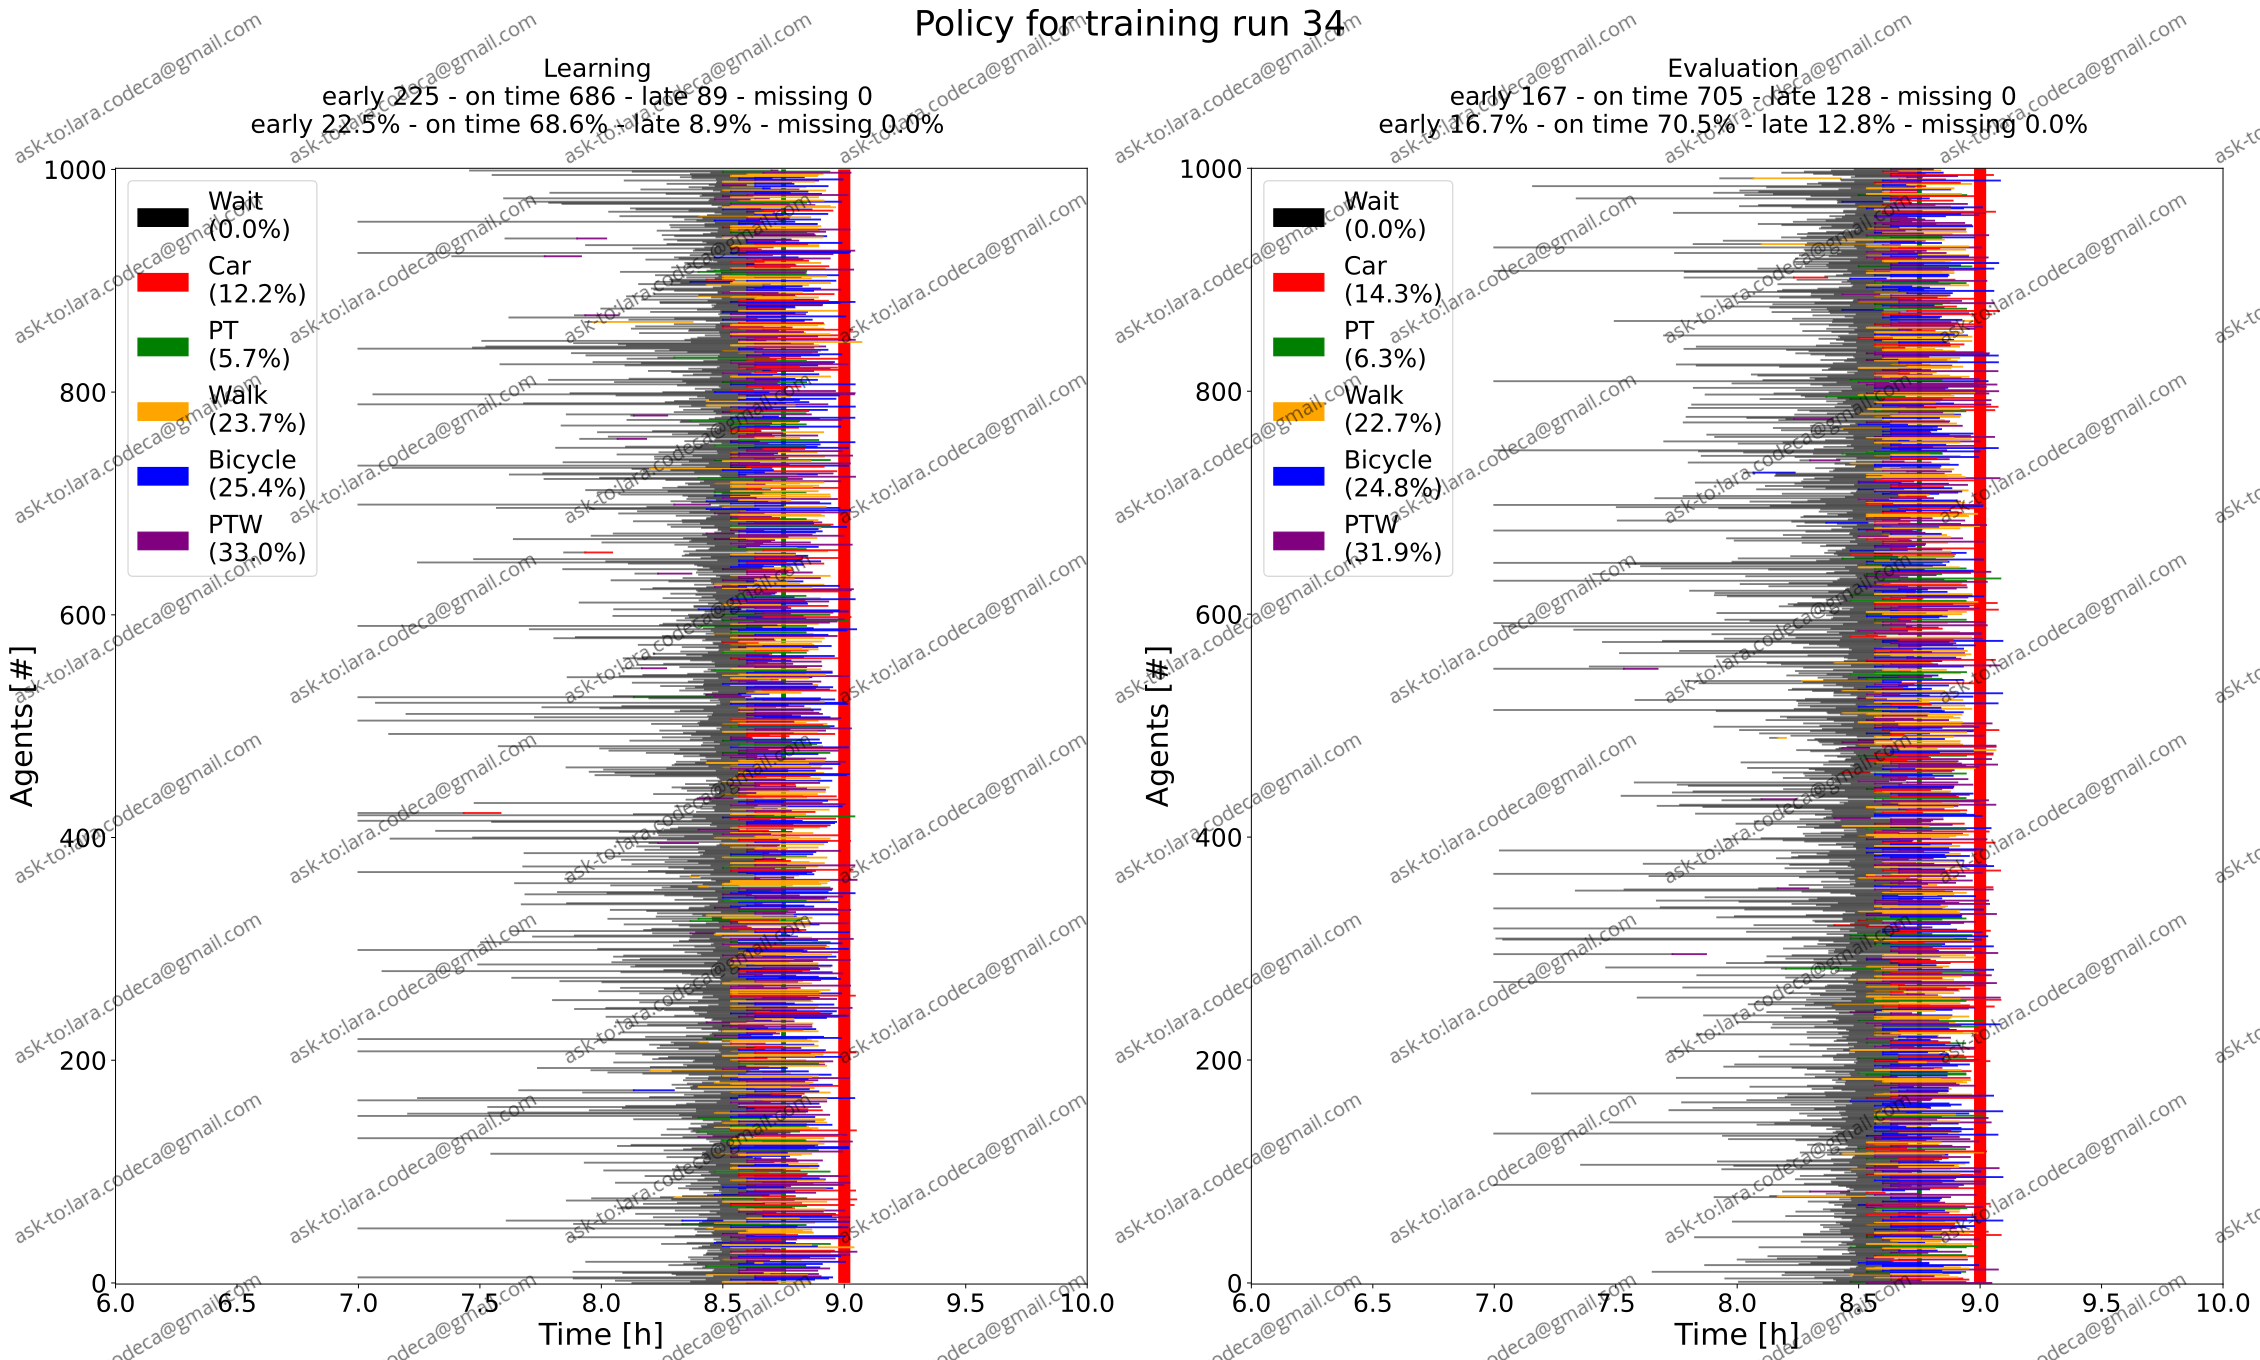 Policy for training run 34
Learning
early 225 - on time 686 - late 89 - missing 0
early 22.5% - on time 68.6% - late 8.9% - missing 0.0%
Agents [#]
1000
800
600
400
200
0
Wait
(0.0%)
Car
(12.2%)
PT
(5.7%)
Walk
(23.7%)
Bicycle
(25.4%)
PTW
(33.0%)
6.0 6.5 7.0 7.5 8.0 8.5 9.0 9.5 10.0
Time [h]
Evaluation
early 167 - on time 705 - late 128 - missing 0
early 16.7% - on time 70.5% - late 12.8% - missing 0.0%
Agents [#]
1000
800
600
400
200
0
Wait
(0.0%)
Car
(14.3%)
PT
(6.3%)
Walk
(22.7%)
Bicycle
(24.8%)
PTW
(31.9%)
6.0 6.5 7.0 7.5 8.0 8.5 9.0 9.5 10.0
Time [h]
ask-to:lara.codeca@gmail.com